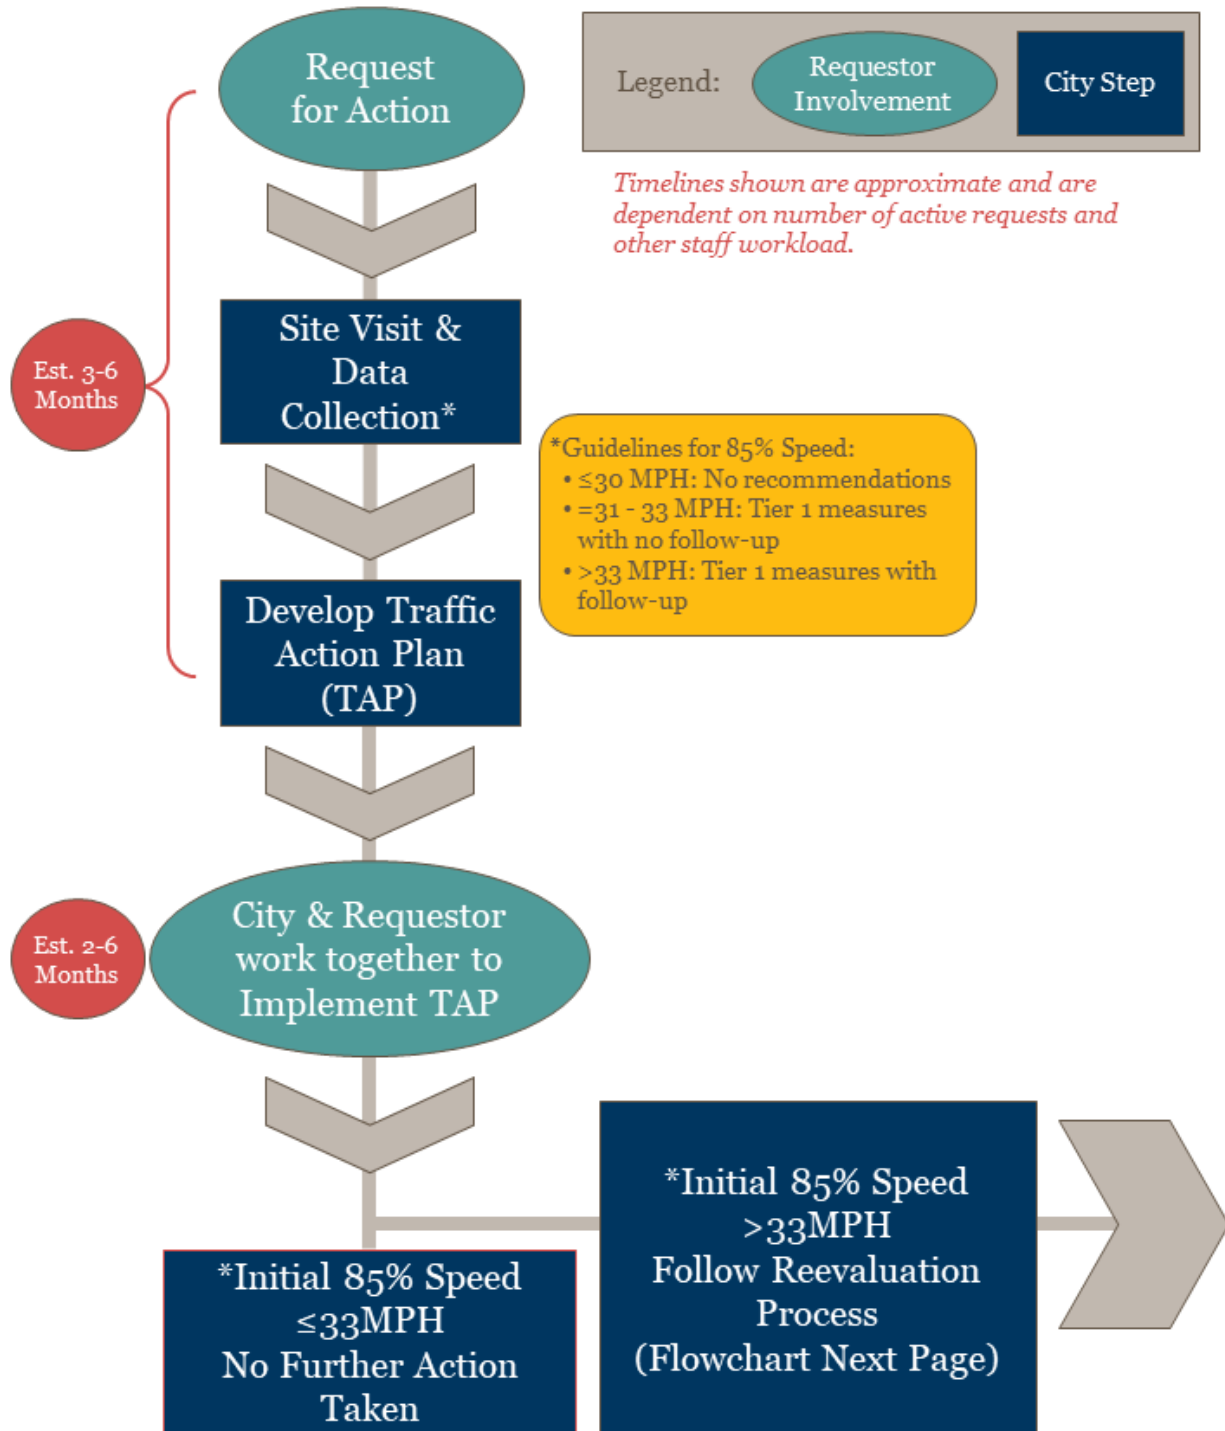 Request
for Action
Legend:
Requestor
Involvement
City Step
Timelines shown are approximate and are
dependent on number of active requests and
other staff workload.
Est. 3-6
Months
Site Visit &
Data
Collection*
*Guidelines for 85% Speed:
• ≤30 MPH: No recommendations
• =31 - 33 MPH: Tier 1 measures
with no follow-up
• >33 MPH: Tier 1 measures with
follow-up
Develop Traffic
Action Plan
(TAP)
Est. 2-6
Months
City & Requestor
work together to
Implement TAP
*Initial 85% Speed
≤33MPH
No Further Action
Taken
*Initial 85% Speed
>33MPH
Follow Reevaluation
Process
(Flowchart Next Page)